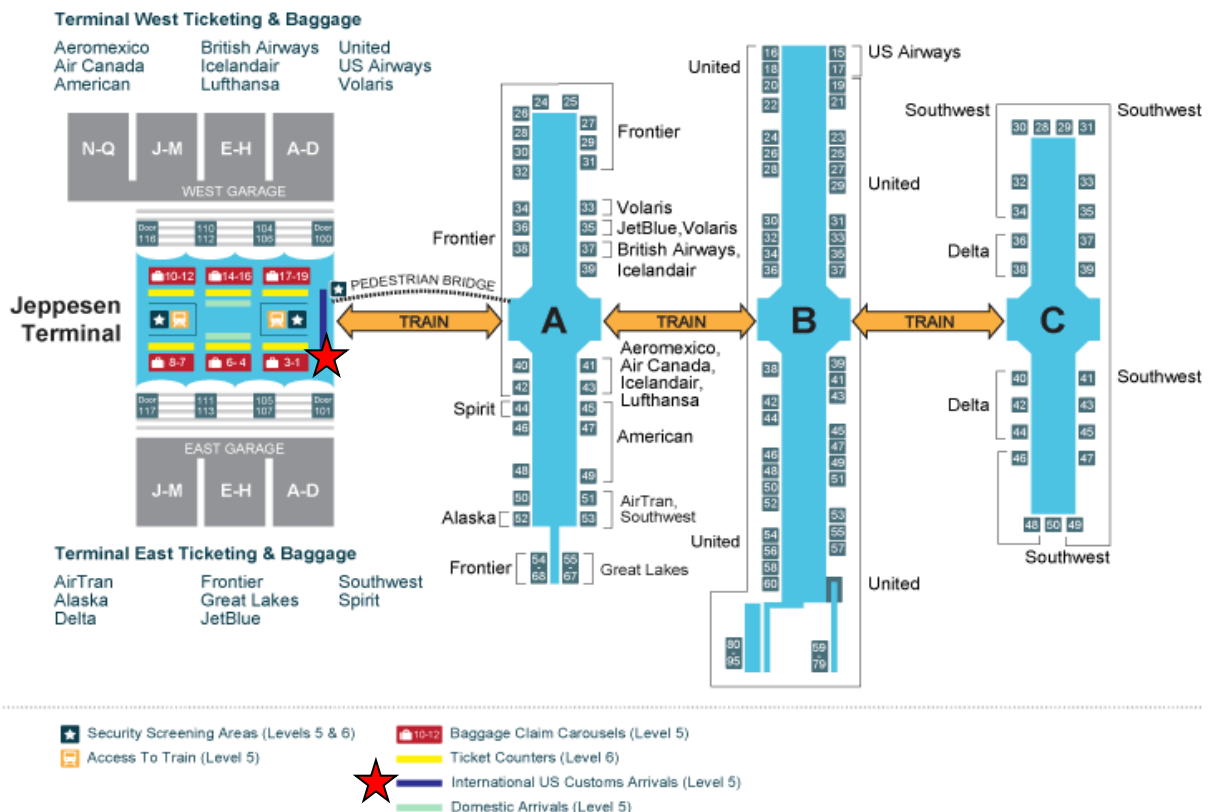 Terminal West Ticketing & Baggage
Aeromexico British Airways United
Air Canada Icelandair US Airways
American Lufthansa Volaris
N-Q J-M E-H A-D
WEST GARAGE
Door 116
110 112
104 106
Door 100
10-12 14-16 17-19
8-7 6-4 3-1
Door 117
111 113
105 107
Door 101
EAST GARAGE
J-M E-H A-D
Jeppesen
Terminal
PEDESTRIAN BRIDGE
TRAIN
Terminal East Ticketing & Baggage
AirTran Frontier Southwest
Alaska Great Lakes Spirit
Delta JetBlue
24 25
26 27
28 29
30 31
32
Frontier
34 33 Volaris
36 35 JetBlue,Volaris
38 37 British Airways,
39 Icelandair
Frontier
A
40 41 Aeromexico,
Air Canada,
42 43 Icelandair,
Lufthansa
Spirit 44 45
46 47
American
48 49
50 51 AirTran,
Alaska 52 53 Southwest
Frontier 54 - 68 55 - 67 Great Lakes
TRAIN
United
16 15 US Airways
18 17
20 19
22 21
24 23
26 25
28 27
29
United
30 31
32 33
34 35
36 37
B
38 39
41
42 43
44
45
46 47
48 49
50 51
52
53
54 55
56 57
58
60
United
United
80 - 95
59 - 79
TRAIN
Southwest Southwest
30 28 29 31
32 33
34 35
Delta
36 37
38 39
C
40 41
42 43
44 45
46 47
Delta
Southwest
48 50 49
Southwest
Security Screening Areas (Levels 5 & 6)
Access To Train (Level 5)
10-12 Baggage Claim Carousels (Level 5)
Ticket Counters (Level 6)
International US Customs Arrivals (Level 5)
Domestic Arrivals (Level 5)